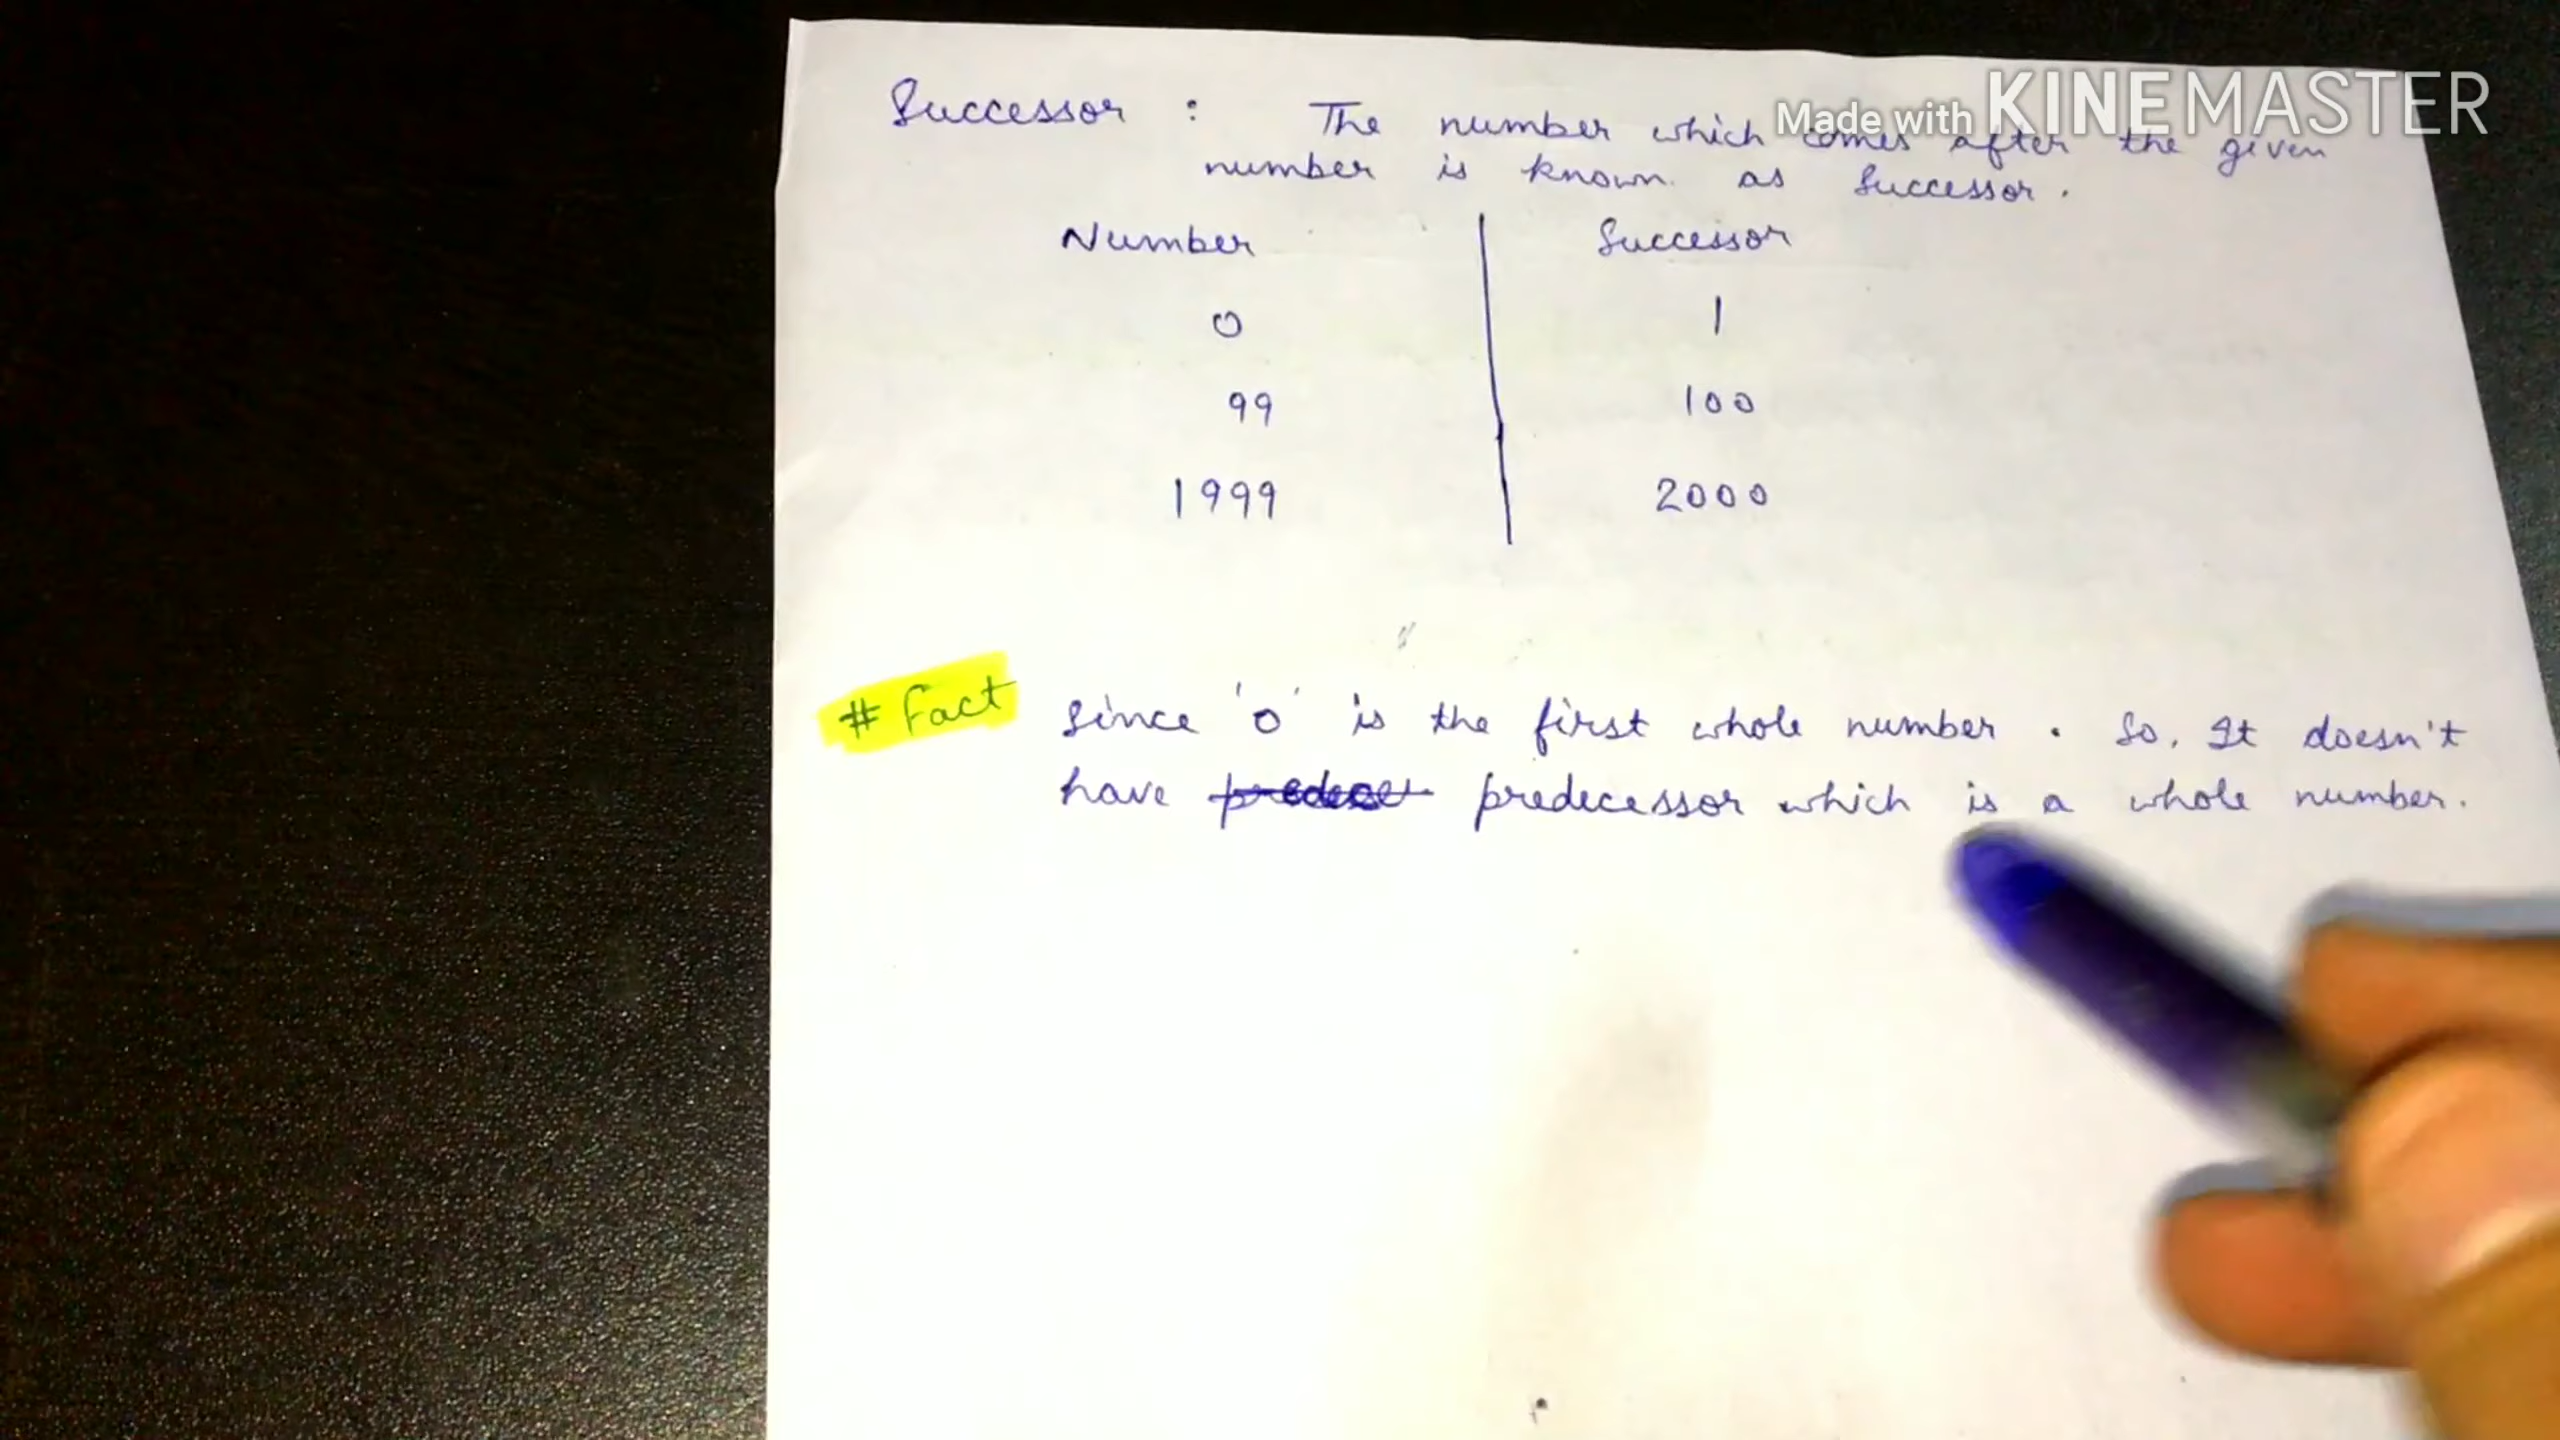 Made with KINEMASTER
Successor : The number which comes after the given
number is known as Successor.
Number Successor
0 1
99 100
1999 2000
# Fact Since '0' is the first whole number. So, It doesn't
have predecessor which is a whole number.